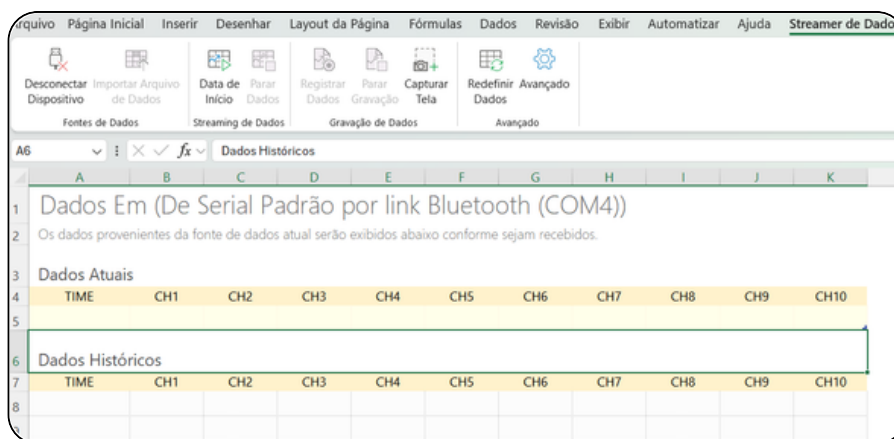 Arquivo Página Inicial Inserir Desenhar Layout da Página Fórmulas Dados Revisão Exibir Automatizar Ajuda Streamer de Dado
Desconectar Dispositivo Importar Arquivo de Dados Data de Início Parar Dados Registrar Dados Parar Gravação Capturar Tela Redefinir Dados Avançado
Fontes de Dados Streaming de Dados Gravação de Dados Avançado
A6 fx Dados Históricos
A B C D E F G H I J K
1 Dados Em (De Serial Padrão por link Bluetooth (COM4))
2 Os dados provenientes da fonte de dados atual serão exibidos abaixo conforme sejam recebidos.
3 Dados Atuais
4 TIME CH1 CH2 CH3 CH4 CH5 CH6 CH7 CH8 CH9 CH10
5
6 Dados Históricos
7 TIME CH1 CH2 CH3 CH4 CH5 CH6 CH7 CH8 CH9 CH10
8